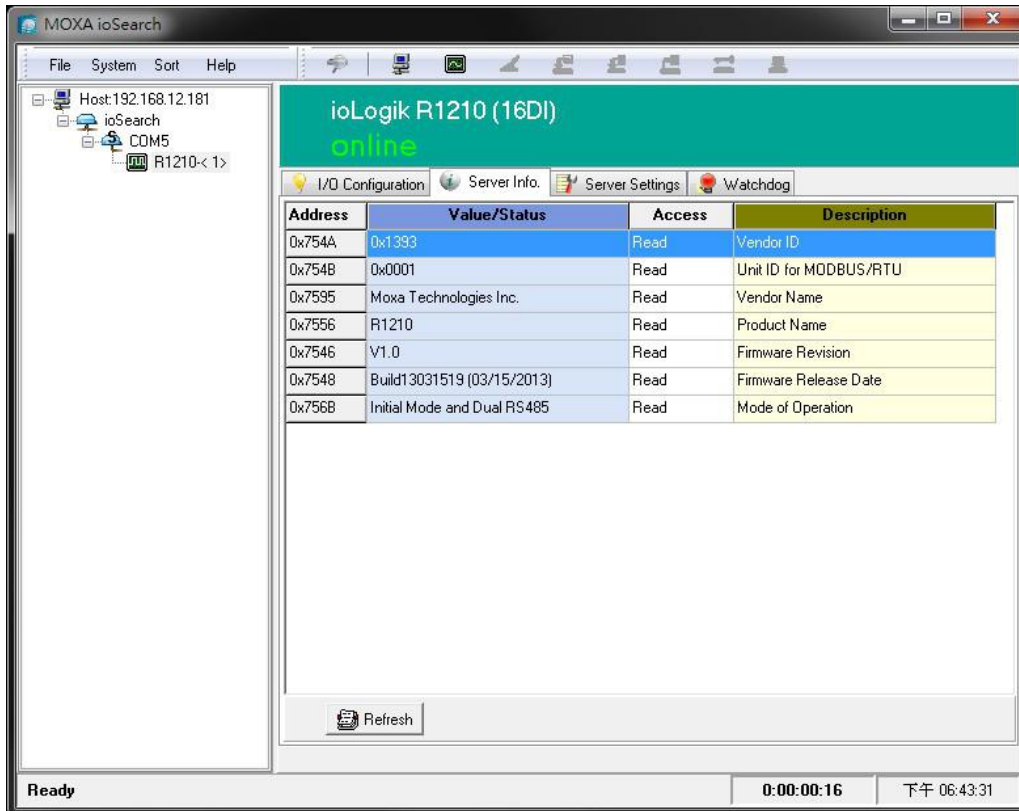 MOXA ioSearch
File System Sort Help
Host:192.168.12.181
ioSearch
COM5
R1210-< 1>
ioLogik R1210 (16DI)
online
I/O Configuration Server Info. Server Settings Watchdog
Address Value/Status Access Description
0x754A 0x1393 Read Vendor ID
0x754B 0x0001 Read Unit ID for MODBUS/RTU
0x7595 Moxa Technologies Inc. Read Vendor Name
0x7556 R1210 Read Product Name
0x7546 V1.0 Read Firmware Revision
0x7548 Build13031519 (03/15/2013) Read Firmware Release Date
0x756B Initial Mode and Dual RS485 Read Mode of Operation
Refresh
Ready 0:00:00:16 下午 06:43:31